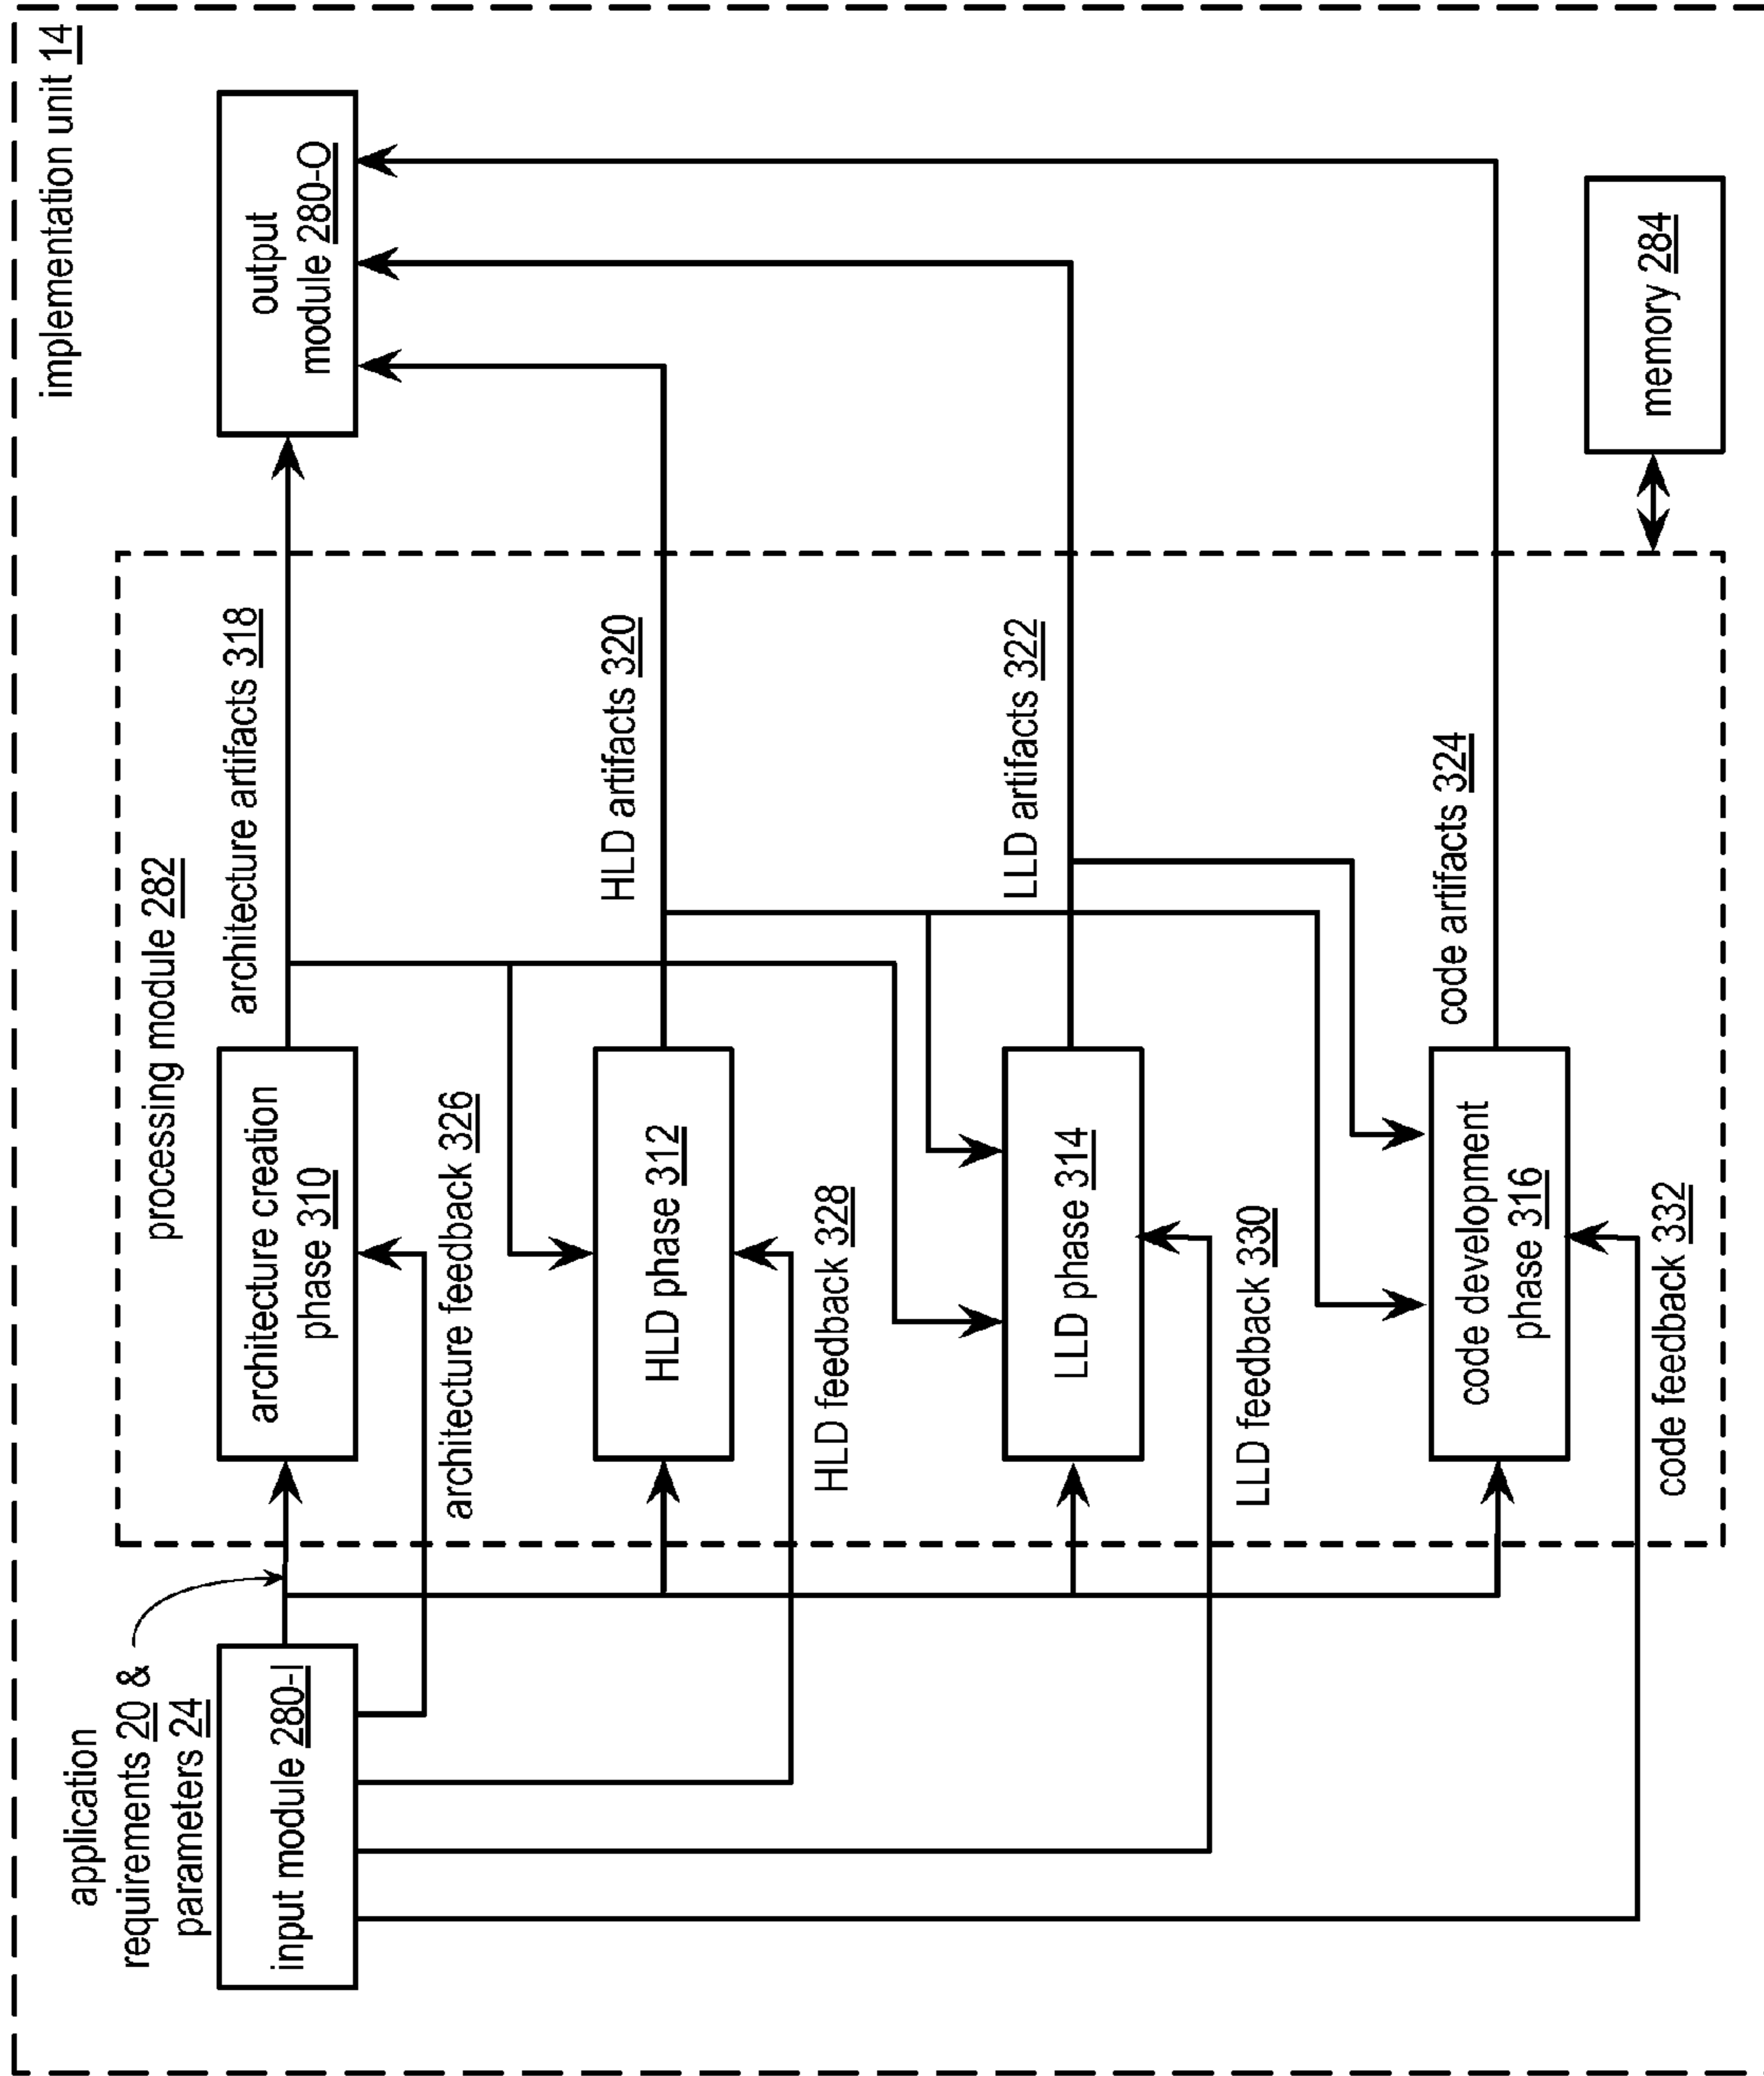 implementation unit 14
application
requirements 20 &
parameters 24
input module 280-I
processing module 282
architecture creation
phase 310
architecture artifacts 318
output
module 280-O
architecture feedback 326
HLD phase 312
HLD artifacts 320
HLD feedback 328
LLD phase 314
LLD artifacts 322
LLD feedback 330
code development
phase 316
code artifacts 324
code feedback 332
memory 284